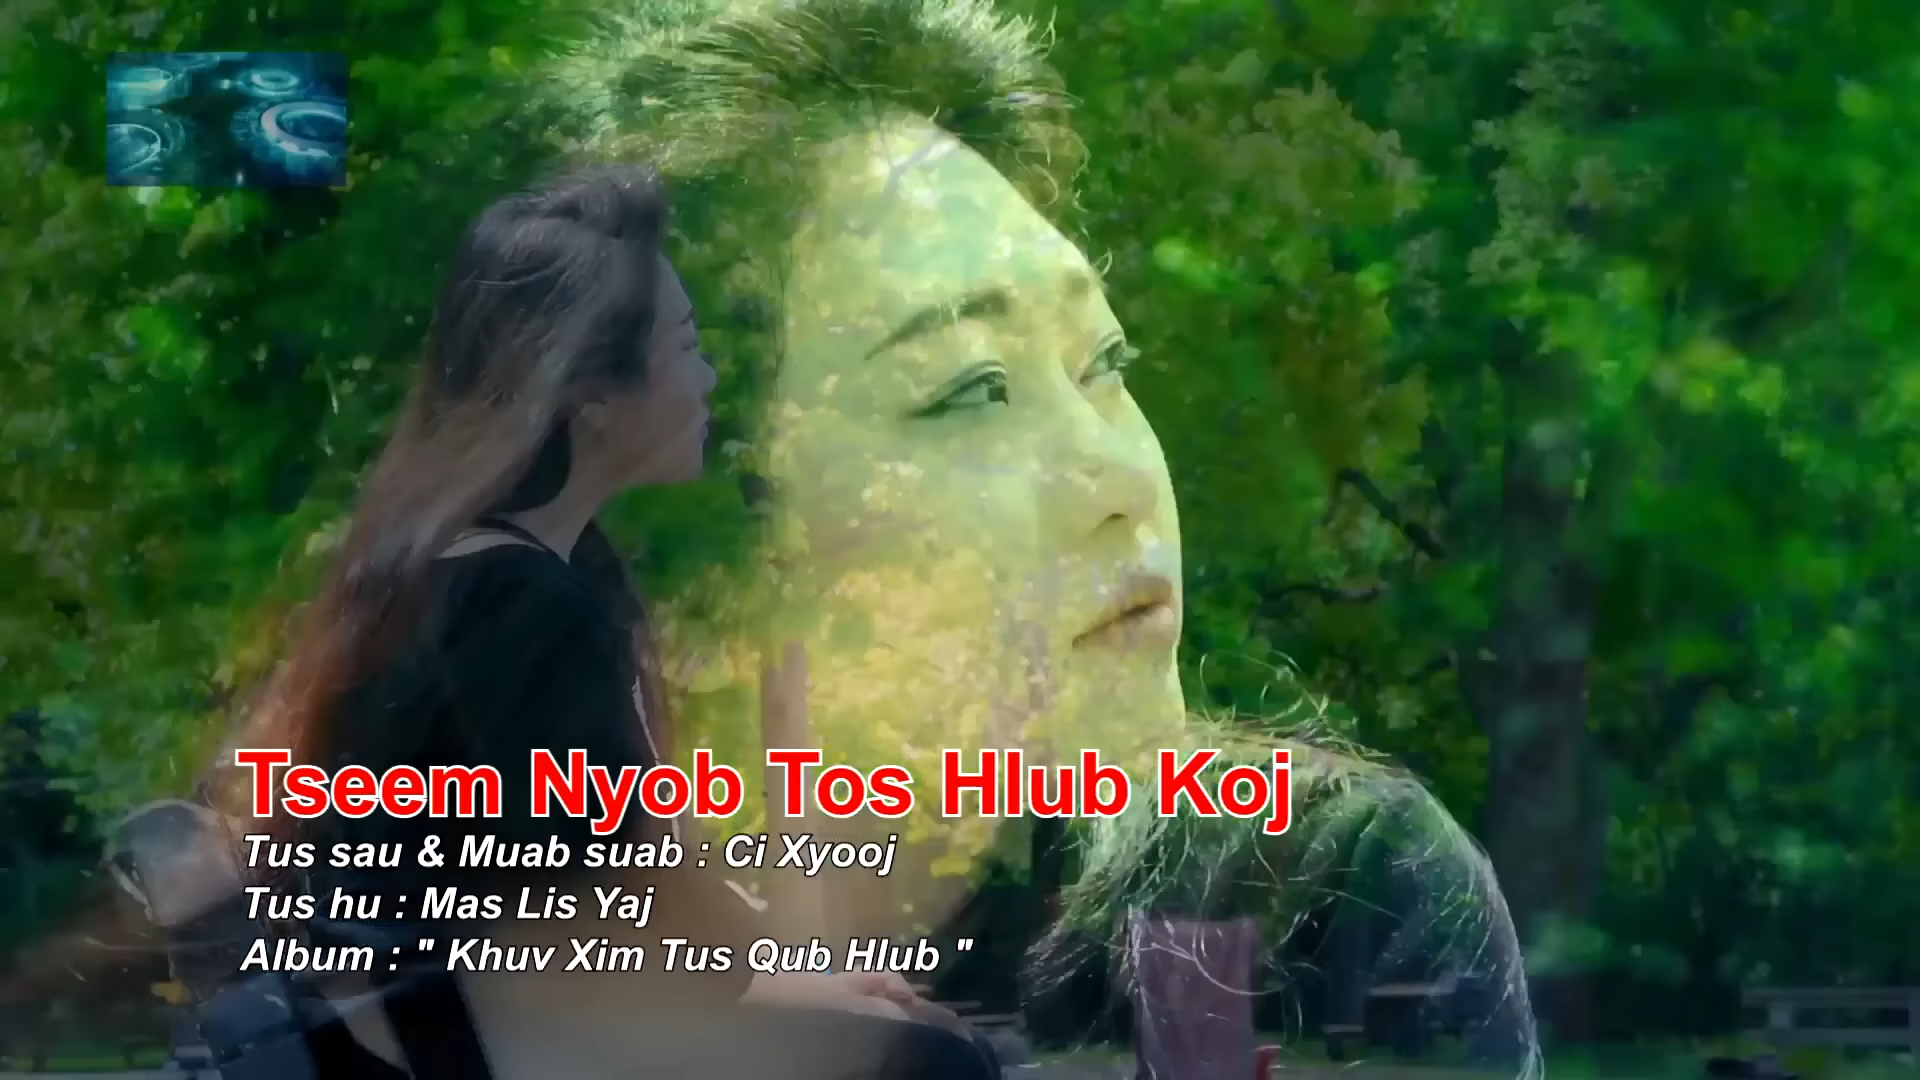 Tseem Nyob Tos Hlub Koj
Tus sau & Muab suab : Ci Xyooj
Tus hu : Mas Lis Yaj
Album : " Khuv Xim Tus Qub Hlub "